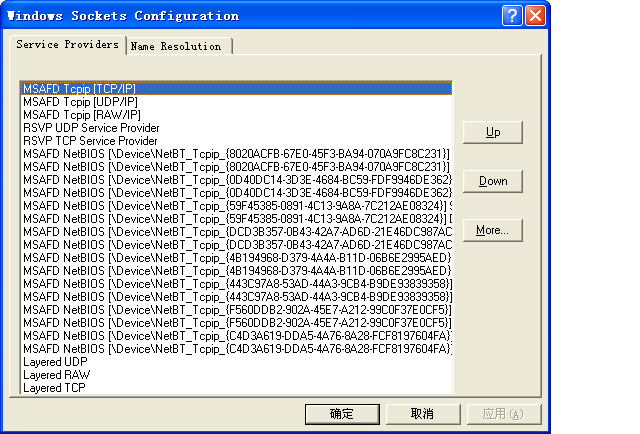 Windows Sockets Configuration
Service Providers
Name Resolution
MSAFD Tcpip [TCP/IP]
MSAFD Tcpip [UDP/IP]
MSAFD Tcpip [RAW/IP]
RSVP UDP Service Provider
RSVP TCP Service Provider
MSAFD NetBIOS [\Device\NetBT_Tcpip_{8020ACFB-67E0-45F3-BA94-070A9FC8C231}]
MSAFD NetBIOS [\Device\NetBT_Tcpip_{8020ACFB-67E0-45F3-BA94-070A9FC8C231}]
MSAFD NetBIOS [\Device\NetBT_Tcpip_{0D40DC14-3D3E-4684-BC59-FDF9946DE362}
MSAFD NetBIOS [\Device\NetBT_Tcpip_{0D40DC14-3D3E-4684-BC59-FDF9946DE362}
MSAFD NetBIOS [\Device\NetBT_Tcpip_{59F45385-0891-4C13-9A8A-7C212AE08324}] S
MSAFD NetBIOS [\Device\NetBT_Tcpip_{59F45385-0891-4C13-9A8A-7C212AE08324}] D
MSAFD NetBIOS [\Device\NetBT_Tcpip_{DCD3B357-0B43-42A7-AD6D-21E46DC987AC
MSAFD NetBIOS [\Device\NetBT_Tcpip_{DCD3B357-0B43-42A7-AD6D-21E46DC987AC
MSAFD NetBIOS [\Device\NetBT_Tcpip_{4B194968-D379-4A4A-B11D-06B6E2995AED}
MSAFD NetBIOS [\Device\NetBT_Tcpip_{4B194968-D379-4A4A-B11D-06B6E2995AED}
MSAFD NetBIOS [\Device\NetBT_Tcpip_{443C97A8-53AD-44A3-9CB4-B9DE93839358}]
MSAFD NetBIOS [\Device\NetBT_Tcpip_{443C97A8-53AD-44A3-9CB4-B9DE93839358}]
MSAFD NetBIOS [\Device\NetBT_Tcpip_{F560DDB2-902A-45E7-A212-99C0F37E0CF5}]
MSAFD NetBIOS [\Device\NetBT_Tcpip_{F560DDB2-902A-45E7-A212-99C0F37E0CF5}]
MSAFD NetBIOS [\Device\NetBT_Tcpip_{C4D3A619-DDA5-4A76-8A28-FCF8197604FA}]
MSAFD NetBIOS [\Device\NetBT_Tcpip_{C4D3A619-DDA5-4A76-8A28-FCF8197604FA}]
Layered UDP
Layered RAW
Layered TCP
Up
Down
More...
确定
取消
应用(A)